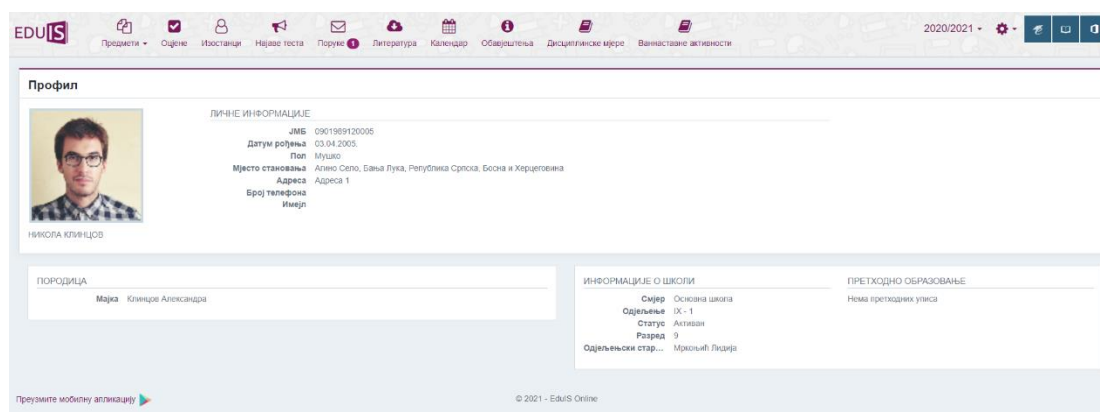 EDUIS
Предмети
Оцјене
Изостанци
Најаве теста
Поруке 1
Литература
Календар
Обавјештења
Дисциплинске мјере
Ваннаставне активности
2020/2021
Профил
ЛИЧНЕ ИНФОРМАЦИЈЕ
ЈМБ 0901989120005
Датум рођења 03.04.2005.
Пол Мушко
Мјесто становања Агино Село, Бања Лука, Република Српска, Босна и Херцеговина
Адреса Адреса 1
Број телефона
Имејл
НИКОЛА КЛИНЦОВ
ПОРОДИЦА
Мајка Клинцов Александра
ИНФОРМАЦИЈЕ О ШКОЛИ
Смјер Основна школа
Одјељење IX - 1
Статус Активан
Разред 9
Одјељењски стар... Мркоњић Лидија
ПРЕТХОДНО ОБРАЗОВАЊЕ
Нема претходних уписа
Преузмите мобилну апликацију
© 2021 - EduIS Online